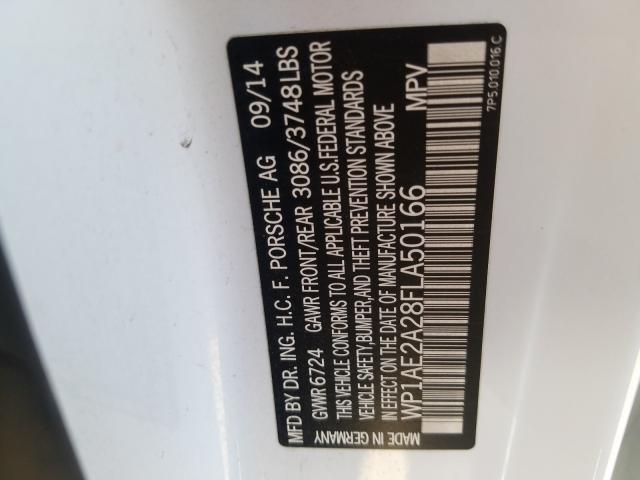 MFD BY DR. ING. H.C. F. PORSCHE AG 09/14
GVWR 6724 GAWR FRONT/REAR 3086/3748LBS
THIS VEHICLE CONFORMS TO ALL APPLICABLE U.S.FEDERAL MOTOR
VEHICLE SAFETY,BUMPER,AND THEFT PREVENTION STANDARDS
IN EFFECT ON THE DATE OF MANUFACTURE SHOWN ABOVE
MADE IN GERMANY WP1AE2A28FLA50166 MPV
7P5.010.016.C